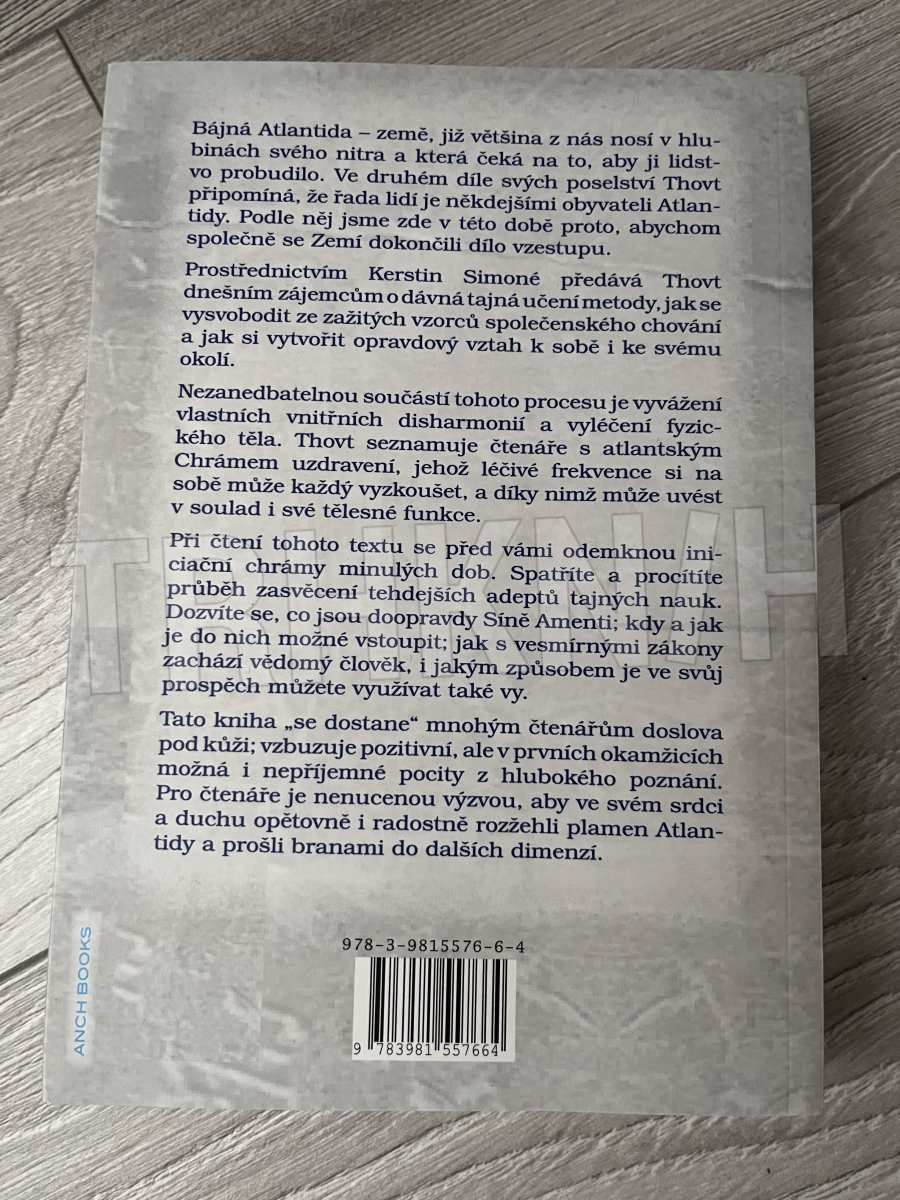 Bájná Atlantida – země, již většina z nás nosí v hlu-
binách svého nitra a která čeká na to, aby ji lidst-
vo probudilo. Ve druhém díle svých poselství Thovt
připomíná, že řada lidí je někdejšími obyvateli Atlan-
tidy. Podle něj jsme zde v této době proto, abychom
společně se Zemí dokončili dílo vzestupu.
Prostřednictvím Kerstin Simoné předává Thovt
dnešním zájemcům o dávná tajná učení metody, jak se
vysvobodit ze zažitých vzorců společenského chování
a jak si vytvořit opravdový vztah k sobě i ke svému
okolí.
Nezanedbatelnou součástí tohoto procesu je vyvážení
vlastních vnitřních disharmonií a vyléčení fyzic-
kého těla. Thovt seznamuje čtenáře s atlantským
Chrámem uzdravení, jehož léčivé frekvence si na
sobě může každý vyzkoušet, a díky nimž může uvést
v soulad i své tělesné funkce.
Při čtení tohoto textu se před vámi odemknou ini-
ciační chrámy minulých dob. Spatříte a procítíte
průběh zasvěcení tehdejších adeptů tajných nauk.
Dozvíte se, co jsou doopravdy Síně Amenti; kdy a jak
je do nich možné vstoupit; jak s vesmírnými zákony
zachází vědomý člověk, i jakým způsobem je ve svůj
prospěch můžete využívat také vy.
Tato kniha „se dostane“ mnohým čtenářům doslova
pod kůži; vzbuzuje pozitivní, ale v prvních okamžicích
možná i nepříjemné pocity z hlubokého poznání.
Pro čtenáře je nenucenou výzvou, aby ve svém srdci
a duchu opětovně i radostně rozžehli plamen Atlan-
tidy a prošli branami do dalších dimenzí.
ANCH BOOKS
978-3-9815576-6-4
9 783981 557664